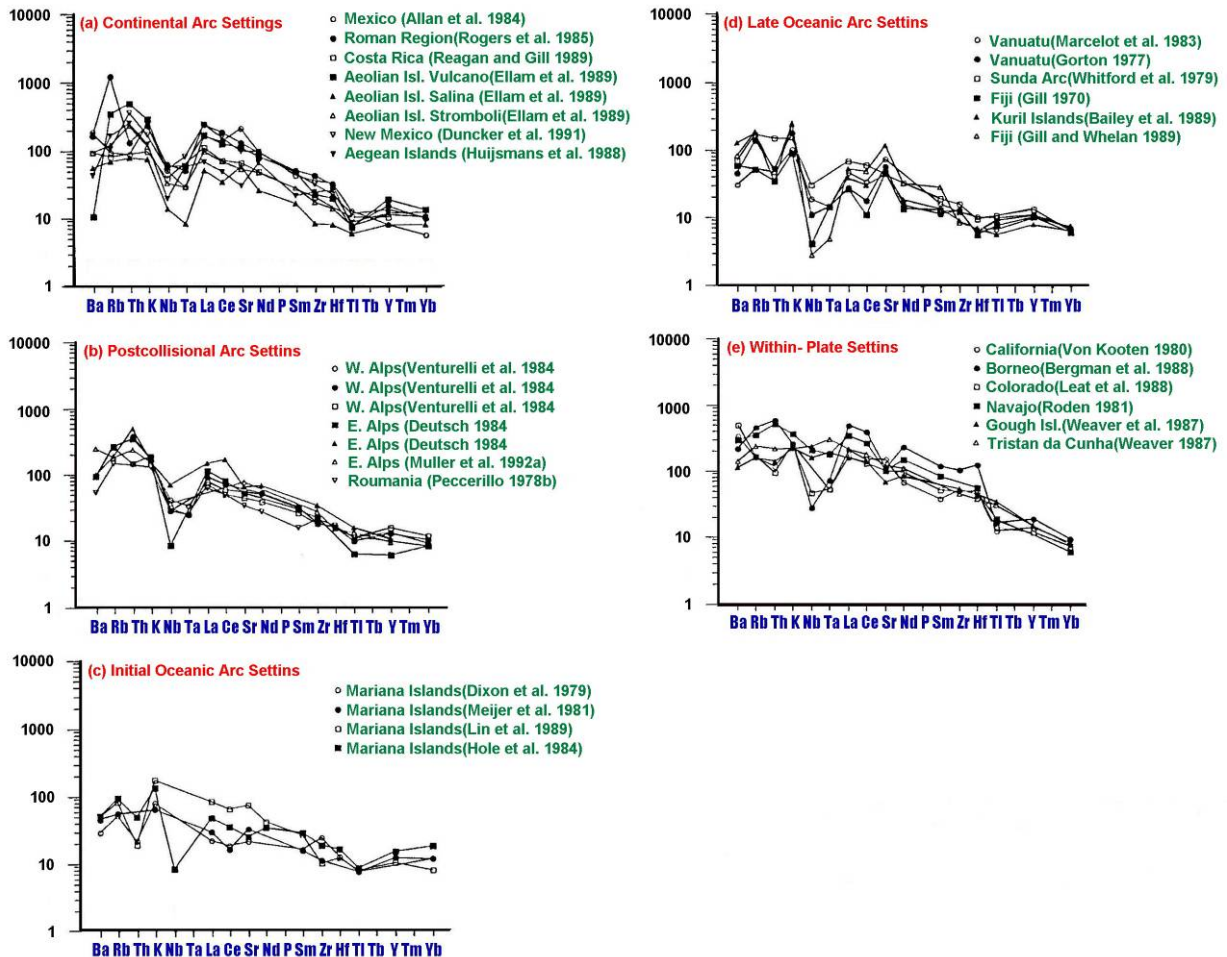 (a) Continental Arc Settings
10000
1000
100
10
1
Mexico (Allan et al. 1984)
Roman Region(Rogers et al. 1985)
Costa Rica (Reagan and Gill 1989)
Aeolian Isl. Vulcano(Ellam et al. 1989)
Aeolian Isl. Salina (Ellam et al. 1989)
Aeolian Isl. Stromboli(Ellam et al. 1989)
New Mexico (Duncker et al. 1991)
Aegean Islands (Huijsmans et al. 1988)
Ba Rb Th K Nb Ta La Ce Sr Nd P Sm Zr Hf TI Tb Y Tm Yb
(b) Postcollisional Arc Settins
10000
1000
100
10
1
W. Alps(Venturelli et al. 1984
W. Alps(Venturelli et al. 1984
W. Alps(Venturelli et al. 1984
E. Alps (Deutsch 1984
E. Alps (Deutsch 1984
E. Alps (Muller et al. 1992a)
Roumania (Peccerillo 1978b)
Ba Rb Th K Nb Ta La Ce Sr Nd P Sm Zr Hf TI Tb Y Tm Yb
(c) Initial Oceanic Arc Settins
10000
1000
100
10
1
Mariana Islands(Dixon et al. 1979)
Mariana Islands(Meijer et al. 1981)
Mariana Islands(Lin et al. 1989)
Mariana Islands(Hole et al. 1984)
Ba Rb Th K Nb Ta La Ce Sr Nd P Sm Zr Hf TI Tb Y Tm Yb
(d) Late Oceanic Arc Settins
10000
1000
100
10
1
Vanuatu(Marcelot et al. 1983)
Vanuatu(Gorton 1977)
Sunda Arc(Whitford et al. 1979)
Fiji (Gill 1970)
Kuril Islands(Bailey et al. 1989)
Fiji (Gill and Whelan 1989)
Ba Rb Th K Nb Ta La Ce Sr Nd P Sm Zr Hf TI Tb Y Tm Yb
(e) Within- Plate Settins
10000
1000
100
10
1
California(Von Kooten 1980)
Borneo(Bergman et al. 1988)
Colorado(Leat et al. 1988)
Navajo(Roden 1981)
Gough Isl.(Weaver et al. 1987)
Tristan da Cunha(Weaver 1987)
Ba Rb Th K Nb Ta La Ce Sr Nd P Sm Zr Hf TI Tb Y Tm Yb